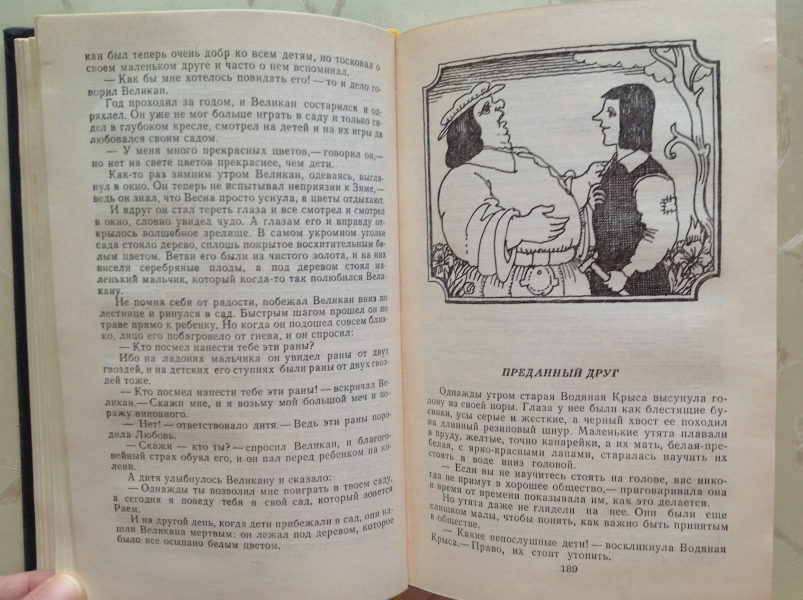 кан был теперь очень добр ко всем детям, но тосковал о
своем маленьком друге и часто о нем вспоминал.
— Как бы мне хотелось повидать его! — то и дело го-
ворил Великан.
Год проходил за годом, и Великан состарился и од-
ряхлел. Он уже не мог больше играть в саду и только си-
дел в глубоком кресле, смотрел на детей и на их игры да
любовался своим садом.
— У меня много прекрасных цветов,— говорил он,—
но нет на свете цветов прекраснее, чем дети.
Как-то раз зимним утром Великан, одеваясь, выгля-
нул в окно. Он теперь не испытывал неприязни к Зиме,—
ведь он знал, что Весна просто уснула, а цветы отдыхают.
И вдруг он стал тереть глаза и все смотрел и смотрел
в окно, словно увидел чудо. А глазам его и вправду от-
крылось волшебное зрелище. В самом укромном уголке
сада стояло дерево, сплошь покрытое восхитительным бе-
лым цветом. Ветви его были из чистого золота, и на них
висели серебряные плоды, а под деревом стоял ма-
ленький мальчик, который когда-то так полюбился Вели-
кану.
Не помня себя от радости, побежал Великан вниз по
лестнице и ринулся в сад. Быстрым шагом прошел он по
траве прямо к ребенку. Но когда он подошел совсем близ-
ко, лицо его побагровело от гнева, и он спросил:
— Кто посмел нанести тебе эти раны?
Ибо на ладонях мальчика он увидел раны от двух
гвоздей, и на детских его ступнях были раны от двух гвоз-
дей тоже.
— Кто посмел нанести тебе эти раны! — вскричал Ве-
ликан.— Скажи мне, и я возьму мой большой меч и по-
ражу виновного.
— Нет! — ответствовало дитя.— Ведь эти раны поро-
дила Любовь.
— Скажи — кто ты? — спросил Великан, и благого-
вейный страх обуял его, и он пал перед ребенком на ко-
лени.
А дитя улыбнулось Великану и сказало:
— Однажды ты позволил мне поиграть в твоем саду,
а сегодня я поведу тебя в свой сад, который зовется
Раем.
И на другой день, когда дети прибежали в сад, они на-
шли Великана мертвым: он лежал под деревом, которое
было все осыпано белым цветом.
ПРЕДАННЫЙ ДРУГ
Однажды утром старая Водяная Крыса высунула го-
лову из своей норы. Глаза у нее были как блестящие бу-
синки, усы серые и жесткие, а черный хвост ее походил
на длинный резиновый шнур. Маленькие утята плавали
в пруду, желтые, точно канарейки, а их мать, белая-пре-
белая, с ярко-красными лапами, старалась научить их
стоять в воде вниз головой.
— Если вы не научитесь стоять на голове, вас нико-
гда не примут в хорошее общество,— приговаривала она
и время от времени показывала им, как это делается.
Но утята даже не глядели на нее. Они были еще
слишком малы, чтобы понять, как важно быть принятым
в обществе.
— Какие непослушные дети! — воскликнула Водяная
Крыса.— Право, их стоит утопить.
189